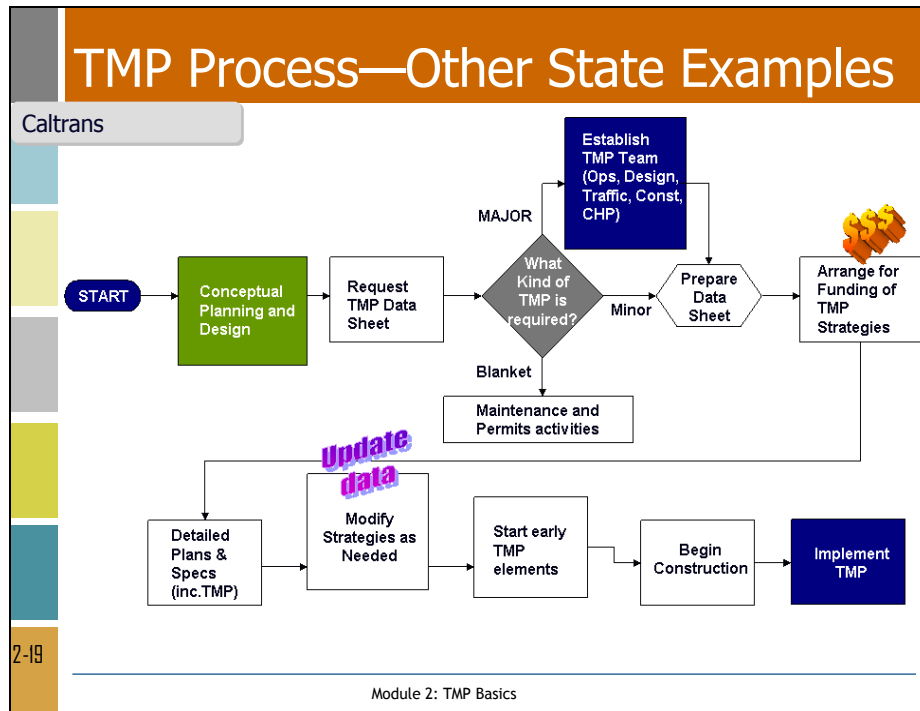 TMP Process—Other State Examples
Caltrans
START
Conceptual
Planning and
Design
Request
TMP Data
Sheet
What
Kind of
TMP is
required?
MAJOR
Establish
TMP Team
(Ops, Design,
Traffic, Const,
CHP)
Minor
Prepare
Data
Sheet
Blanket
Maintenance and
Permits activities
$$$
Arrange for
Funding of
TMP
Strategies
Detailed
Plans &
Specs
(inc.TMP)
Update
data
Modify
Strategies as
Needed
Start early
TMP
elements
Begin
Construction
Implement
TMP
2-19
Module 2: TMP Basics